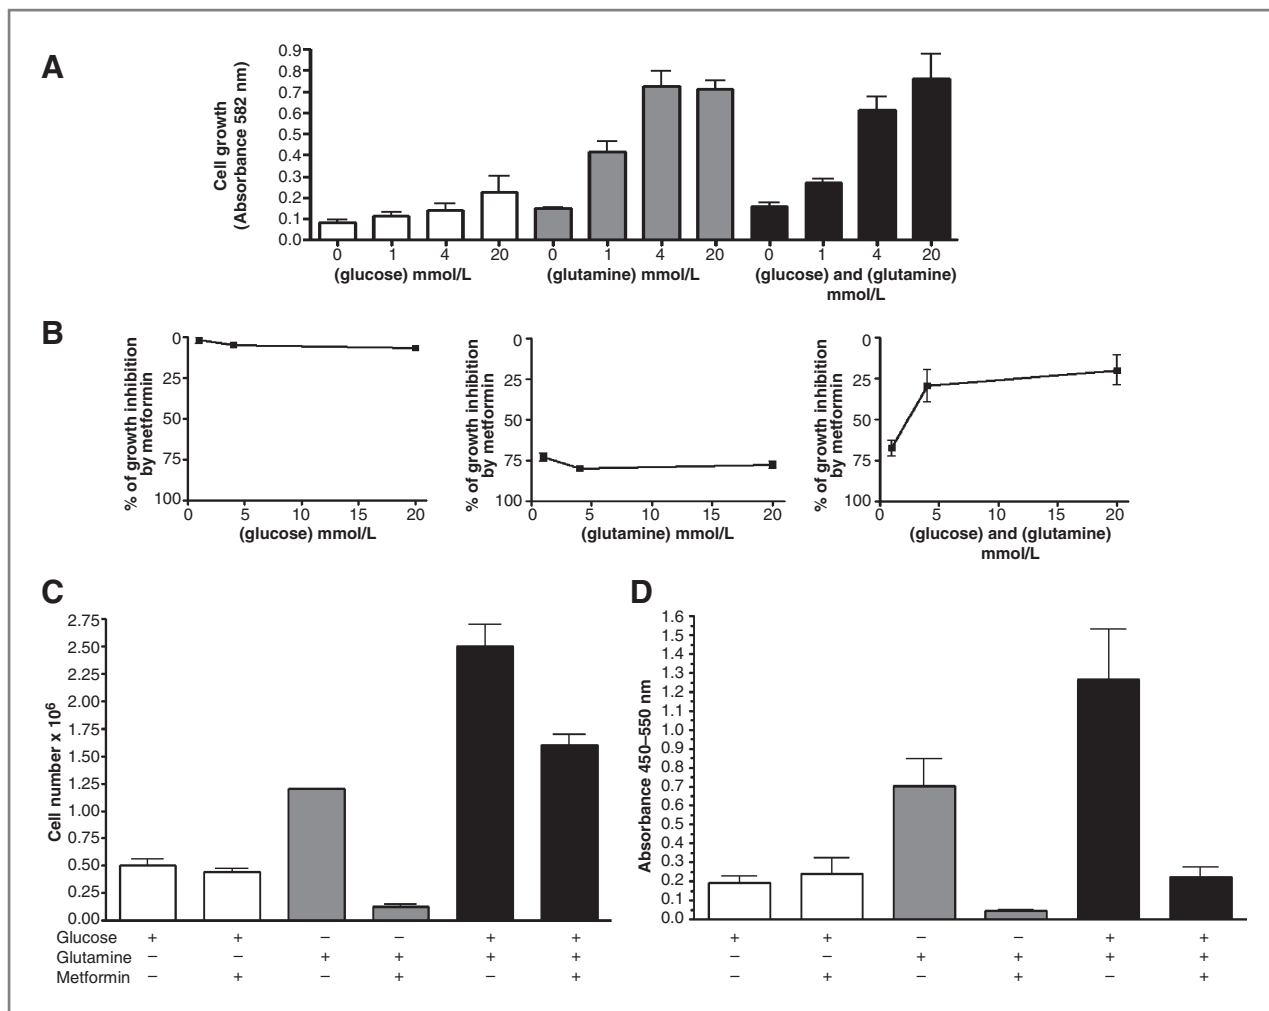 A
Cell growth
(Absorbance 582 nm)
0.9
0.8
0.7
0.6
0.5
0.4
0.3
0.2
0.1
0.0
0 1 4 20 0 1 4 20 0 1 4 20
(glucose) mmol/L (glutamine) mmol/L (glucose) and (glutamine)
mmol/L
B
% of growth inhibition
by metformin
0
25
50
75
100
0 5 10 15 20
(glucose) mmol/L
% of growth inhibition
by metformin
0
25
50
75
100
0 5 10 15 20
(glutamine) mmol/L
% of growth inhibition
by metformin
0
25
50
75
100
0 5 10 15 20
(glucose) and (glutamine)
mmol/L
C
Cell number x 10⁶
2.75
2.50
2.25
2.00
1.75
1.50
1.25
1.00
0.75
0.50
0.25
0.00
Glucose + + − − + +
Glutamine − − + + + +
Metformin − + − + − +
D
Absorbance 450–550 nm
1.6
1.5
1.4
1.3
1.2
1.1
1.0
0.9
0.8
0.7
0.6
0.5
0.4
0.3
0.2
0.1
0.0
+ + − − + +
− − + + + +
− + − + − +